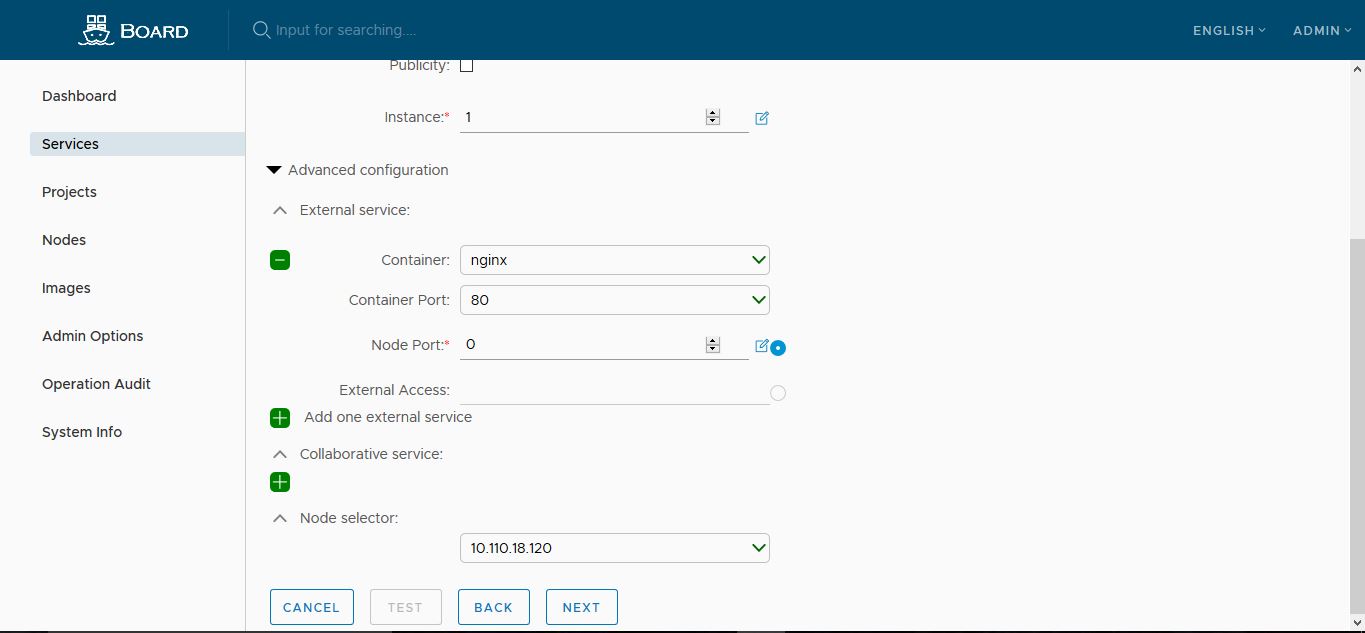 BOARD
Input for searching....
ENGLISH
ADMIN
Dashboard
Services
Projects
Nodes
Images
Admin Options
Operation Audit
System Info
Publicity:
Instance:* 1
Advanced configuration
External service:
Container: nginx
Container Port: 80
Node Port:* 0
External Access:
Add one external service
Collaborative service:
Node selector:
10.110.18.120
CANCEL
TEST
BACK
NEXT